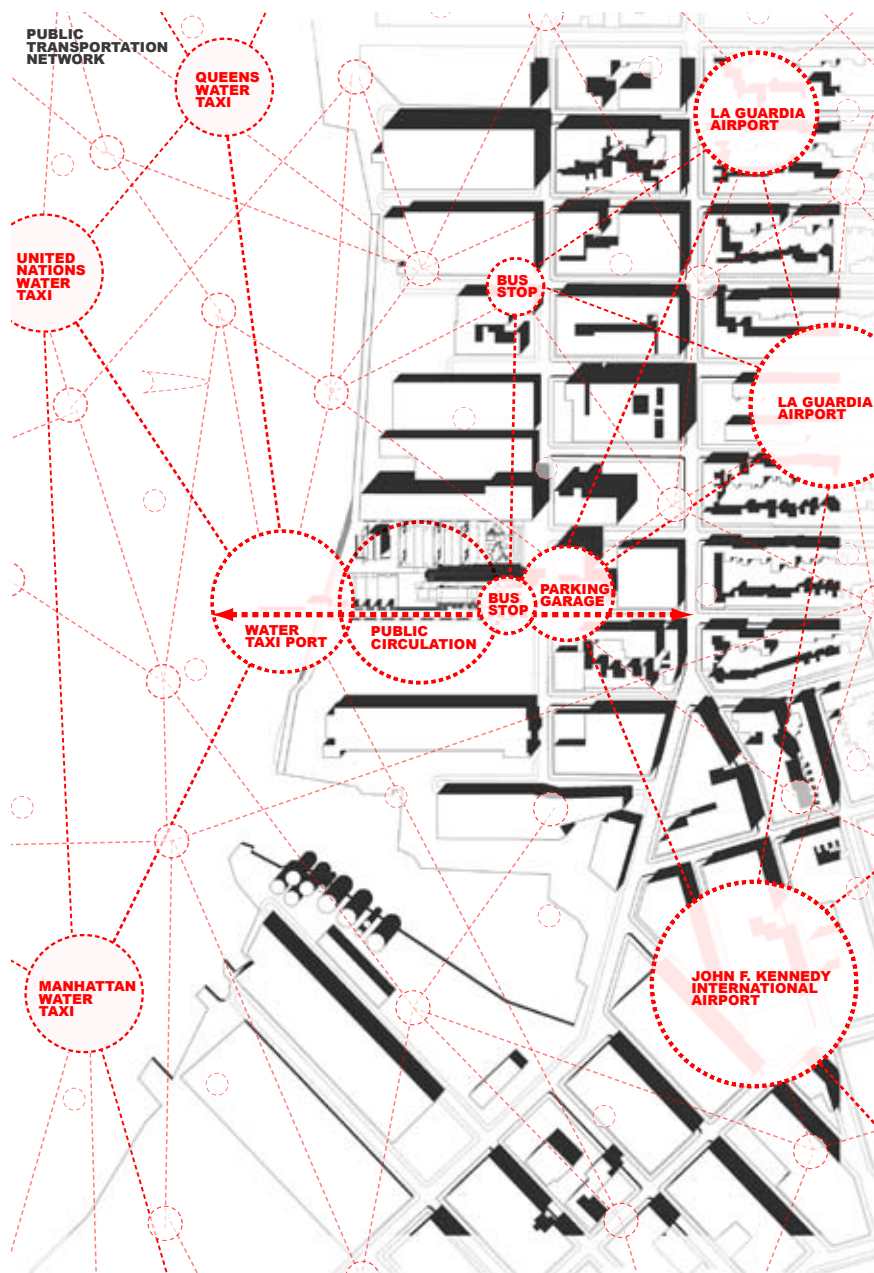 PUBLIC
TRANSPORTATION
NETWORK
QUEENS
WATER
TAXI
LA GUARDIA
AIRPORT
UNITED
NATIONS
WATER
TAXI
BUS
STOP
LA GUARDIA
AIRPORT
WATER
TAXI PORT
PUBLIC
CIRCULATION
BUS
STOP
PARKING
GARAGE
MANHATTAN
WATER
TAXI
JOHN F. KENNEDY
INTERNATIONAL
AIRPORT